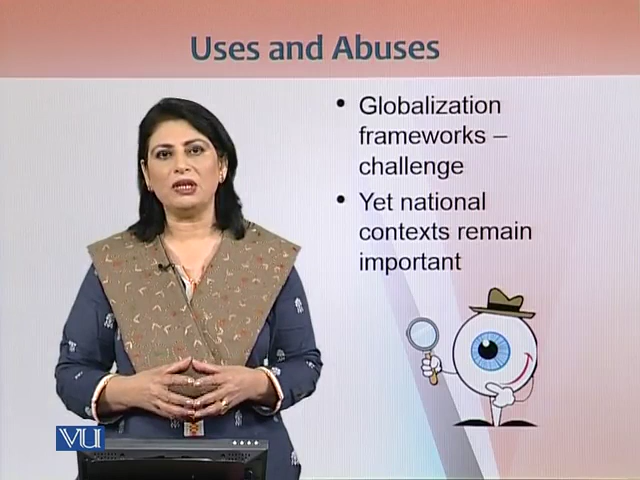 Uses and Abuses
• Globalization
frameworks –
challenge
• Yet national
contexts remain
important
VU